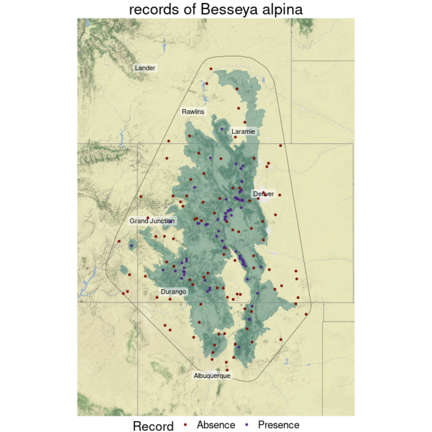 records of Besseya alpina
Lander
Rawlins
Laramie
Denver
Grand Junction
Durango
Albuquerque
Record Absence Presence